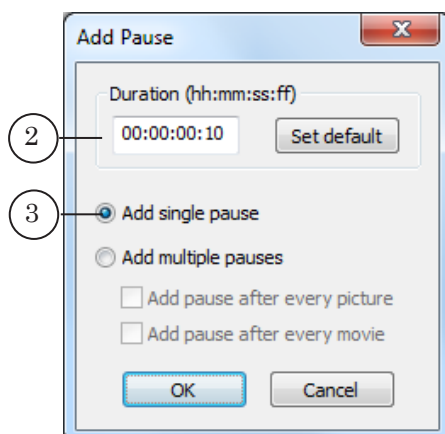 Add Pause
Duration (hh:mm:ss:ff)
2 00:00:00:10 Set default
3 Add single pause
Add multiple pauses
Add pause after every picture
Add pause after every movie
OK Cancel